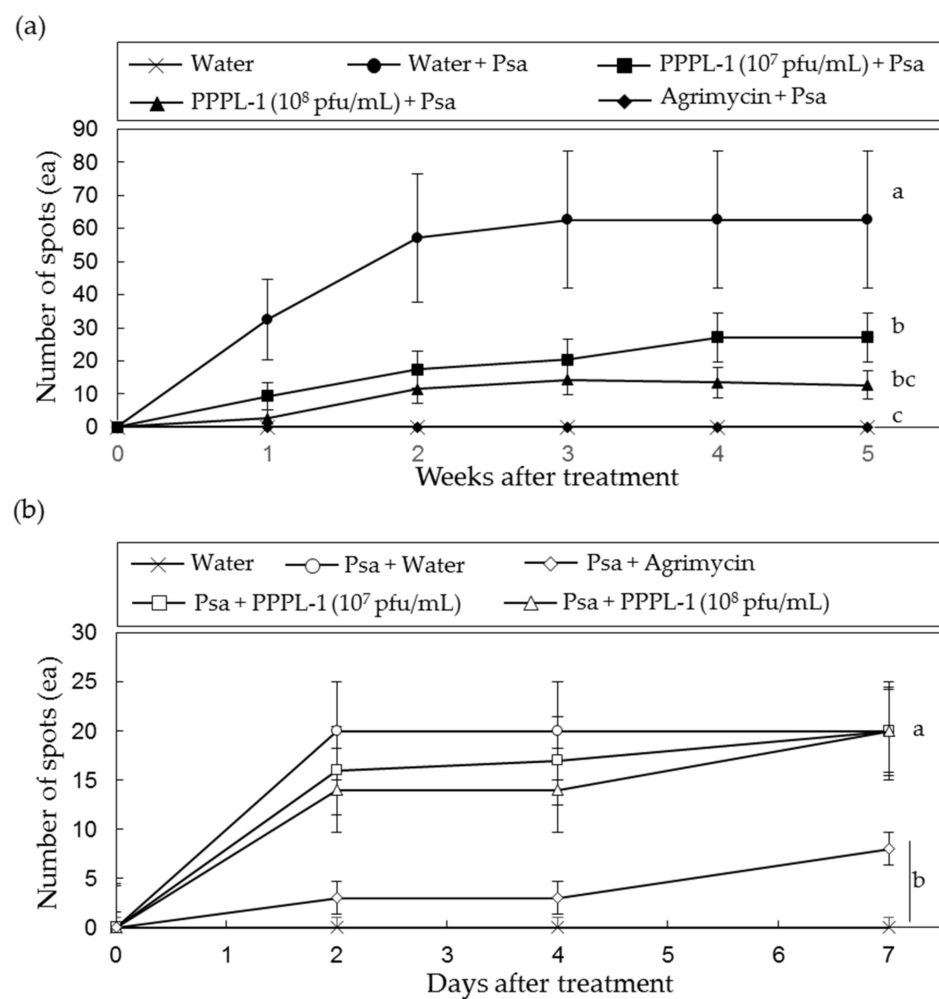 (a)
Water Water + Psa PPPL-1 (10⁷ pfu/mL) + Psa
PPPL-1 (10⁸ pfu/mL) + Psa Agrimycin + Psa
90
80
70
60
50
40
30
20
10
0
Number of spots (ea)
a
b
bc
c
0 1 2 3 4 5
Weeks after treatment
(b)
Water Psa + Water Psa + Agrimycin
Psa + PPPL-1 (10⁷ pfu/mL) Psa + PPPL-1 (10⁸ pfu/mL)
30
25
20
15
10
5
0
Number of spots (ea)
a
b
0 1 2 3 4 5 6 7
Days after treatment